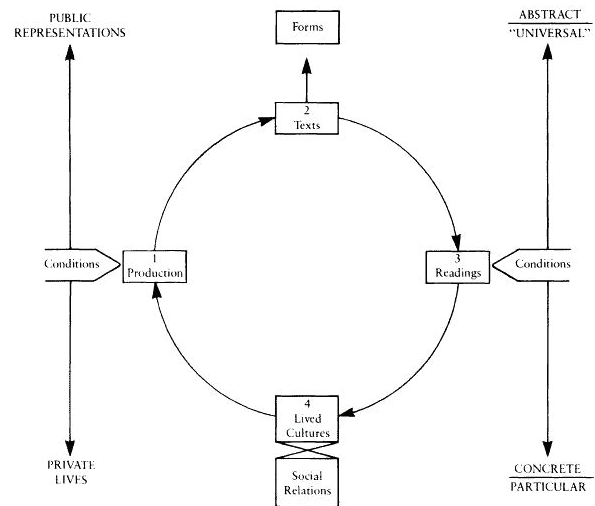 PUBLIC
REPRESENTATIONS
Forms
ABSTRACT
"UNIVERSAL"
2
Texts
Conditions
1
Production
3
Readings
Conditions
4
Lived
Cultures
PRIVATE
LIVES
Social
Relations
CONCRETE
PARTICULAR